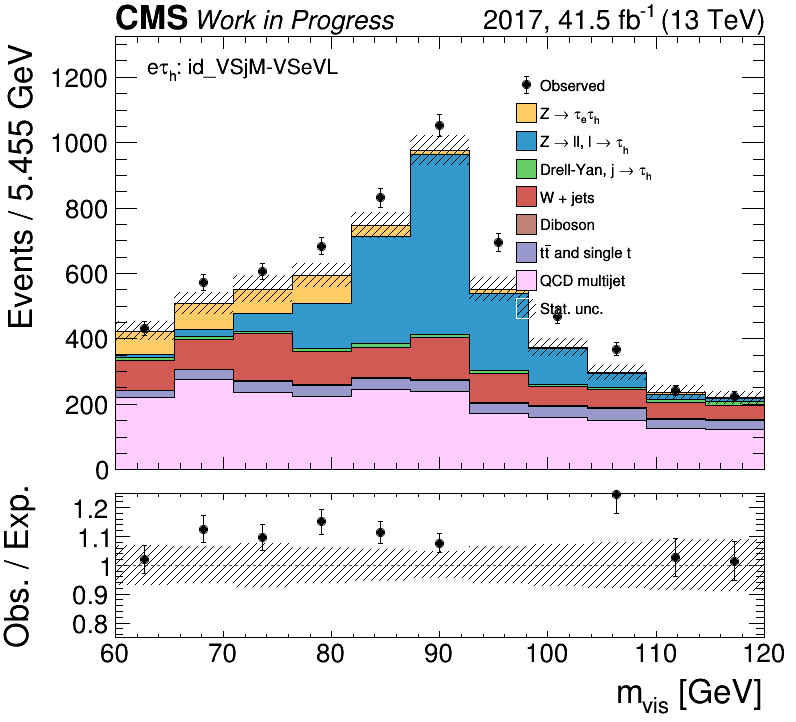 CMS Work in Progress 2017, 41.5 fb⁻¹ (13 TeV)
eτh: id_VSjM-VSeVL
Observed
Z → τeτh
Z → ll, l → τh
Drell-Yan, j → τh
W + jets
Diboson
tt̄ and single t
QCD multijet
Stat. unc.
Events / 5.455 GeV
1200
1000
800
600
400
200
0
Obs. / Exp.
1.2
1.1
1
0.9
0.8
60 70 80 90 100 110 120
mvis [GeV]